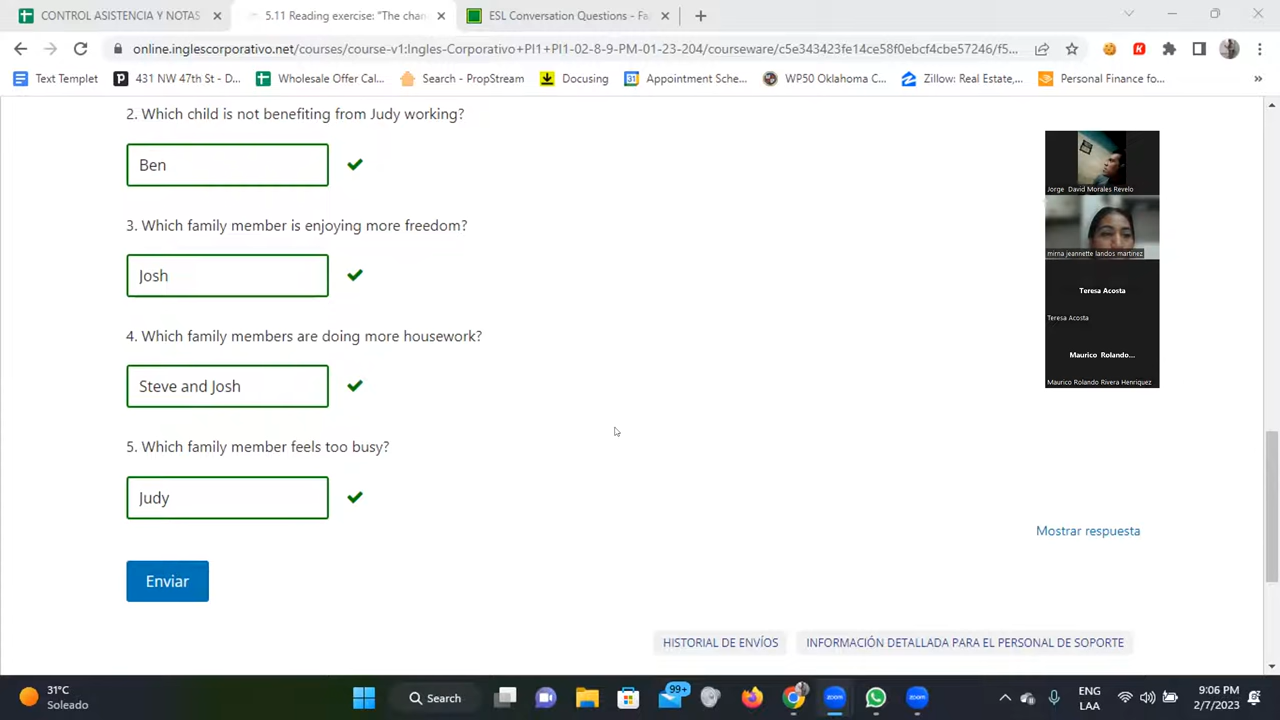 CONTROL ASISTENCIA Y NOTAS
5.11 Reading exercise: "The chan
ESL Conversation Questions - Fa
online.inglescorporativo.net/courses/course-v1:Ingles-Corporativo+PI1+PI1-02-8-9-PM-01-23-204/courseware/c5e343423fe14ce58f0ebcf4cbe57246/f5...
Text Templet
431 NW 47th St - D...
Wholesale Offer Cal...
Search - PropStream
Docusing
Appointment Sche...
WP50 Oklahoma C...
Zillow: Real Estate,...
Personal Finance fo...
»
2. Which child is not benefiting from Judy working?
Ben
3. Which family member is enjoying more freedom?
Josh
4. Which family members are doing more housework?
Steve and Josh
5. Which family member feels too busy?
Judy
Mostrar respuesta
Enviar
HISTORIAL DE ENVÍOS
INFORMACIÓN DETALLADA PARA EL PERSONAL DE SOPORTE
Jorge David Morales Revelo
mirna jeannette landos martinez
Teresa Acosta
Teresa Acosta
Maurico Rolando...
Maurico Rolando Rivera Henriquez
31°C
Soleado
Search
99+
ENG
LAA
9:06 PM
2/7/2023